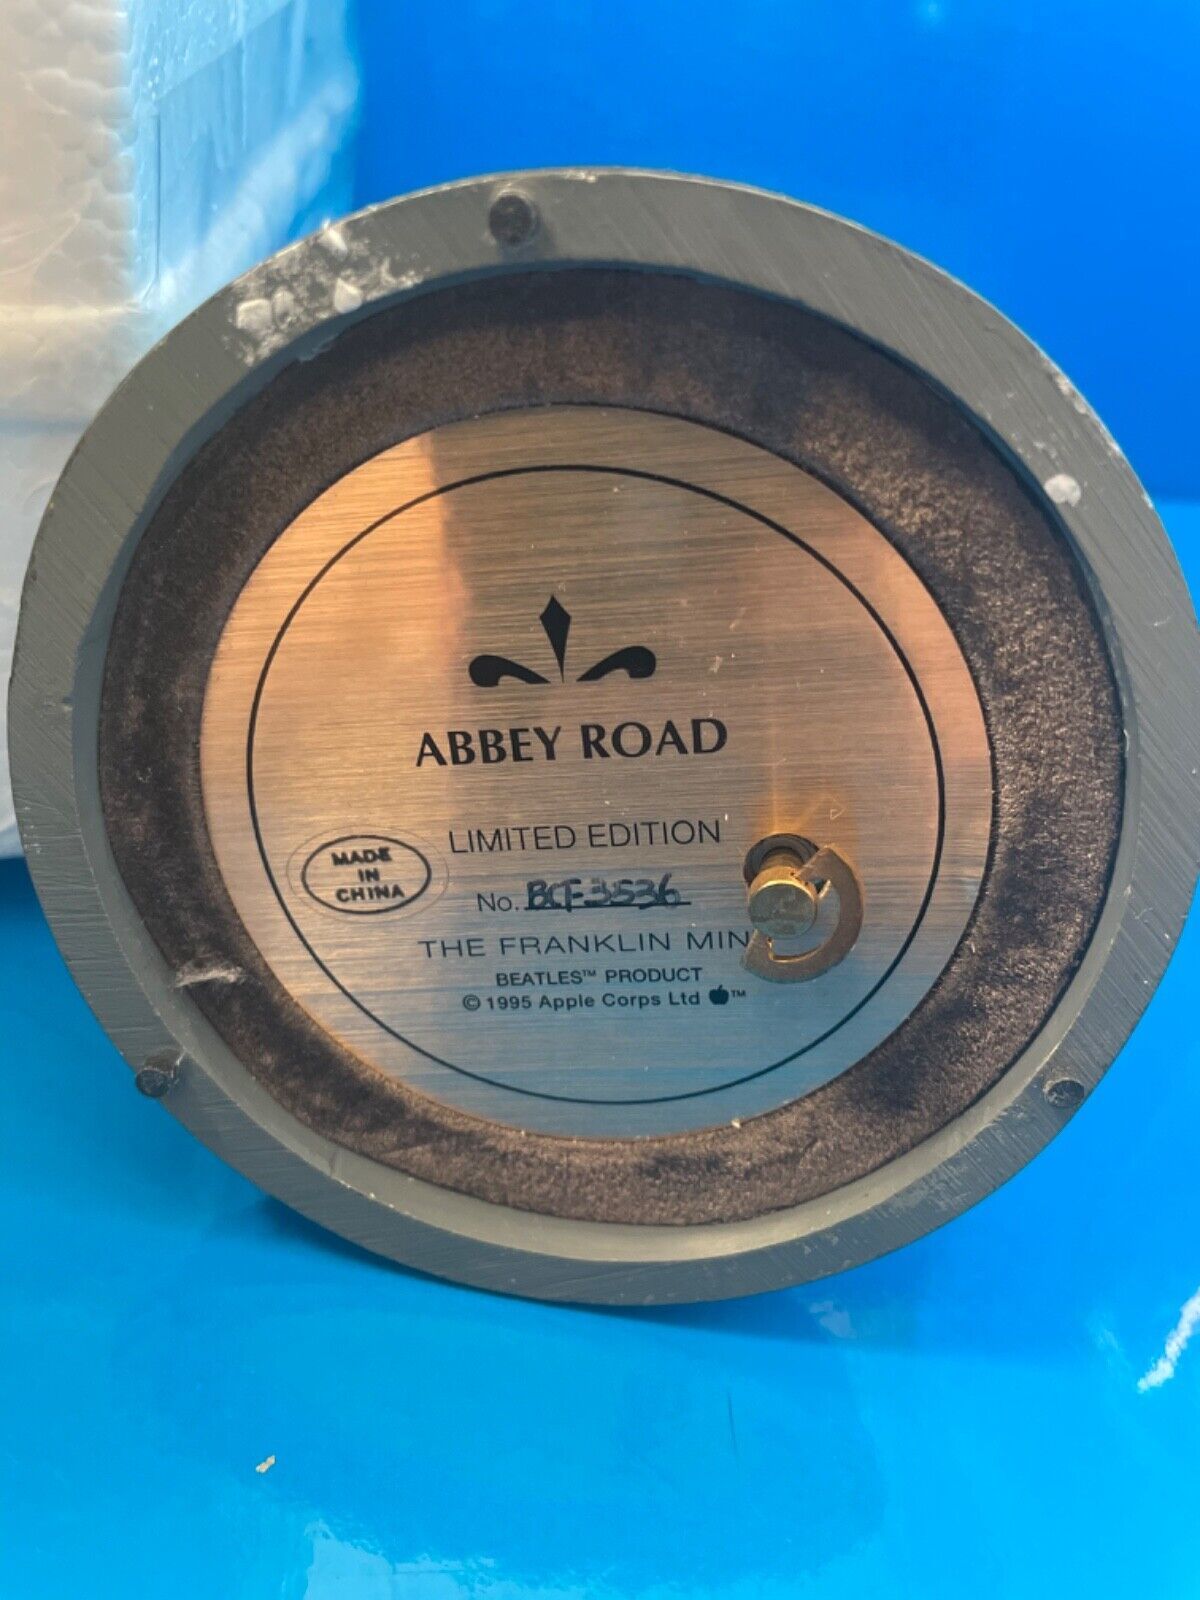 ABBEY ROAD
LIMITED EDITION
MADE
IN
CHINA
No. BCF3536
THE FRANKLIN MIN
BEATLES™ PRODUCT
© 1995 Apple Corps Ltd ™